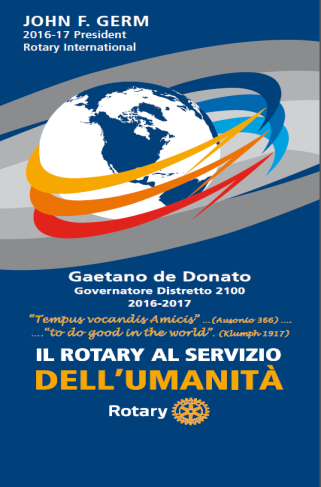 JOHN F. GERM
2016-17 President
Rotary International
Gaetano de Donato
Governatore Distretto 2100
2016-2017
“Tempus vocandis Amicis” ...(Ausonio 366) ....
....“to do good in the world”. (Klumph 1917)
IL ROTARY AL SERVIZIO
DELL’UMANITÀ
Rotary